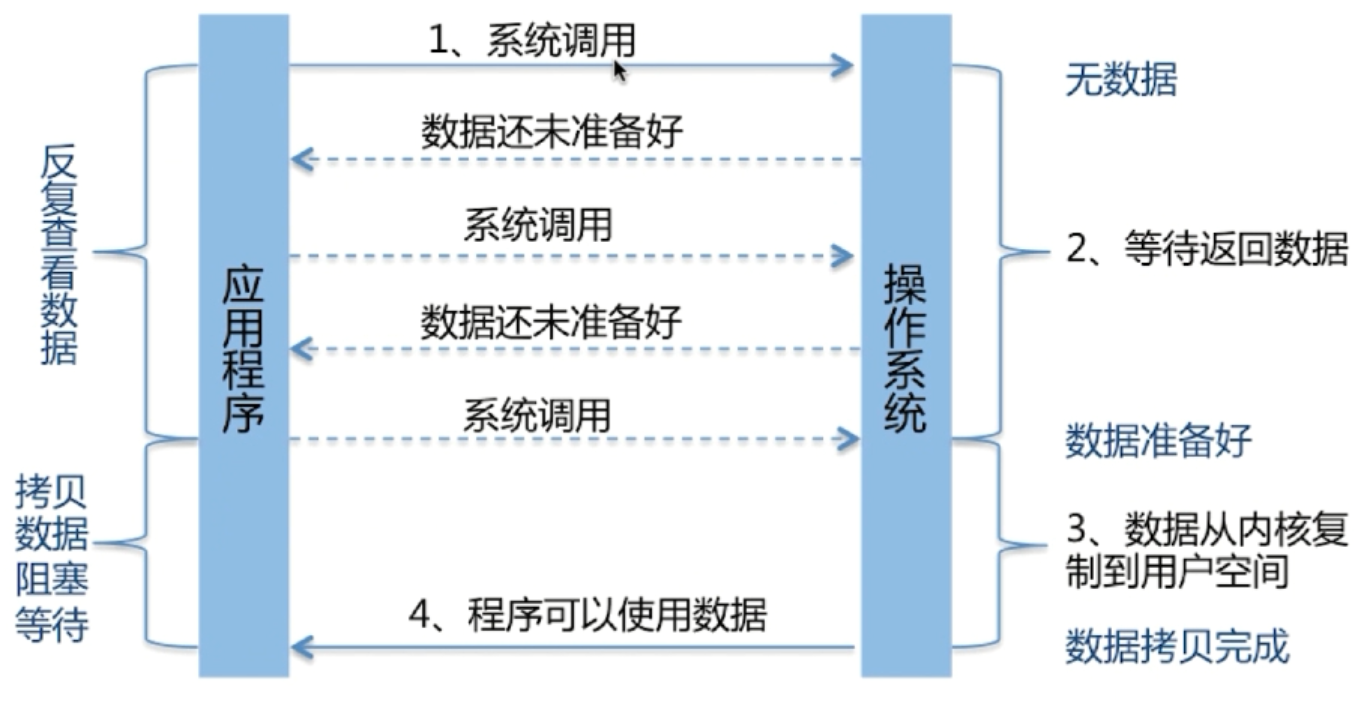 1、系统调用
无数据
数据还未准备好
反复查看数据
系统调用
2、等待返回数据
应用程序
操作系统
数据还未准备好
系统调用
数据准备好
拷贝
数据
阻塞
等待
3、数据从内核复
制到用户空间
4、程序可以使用数据
数据拷贝完成